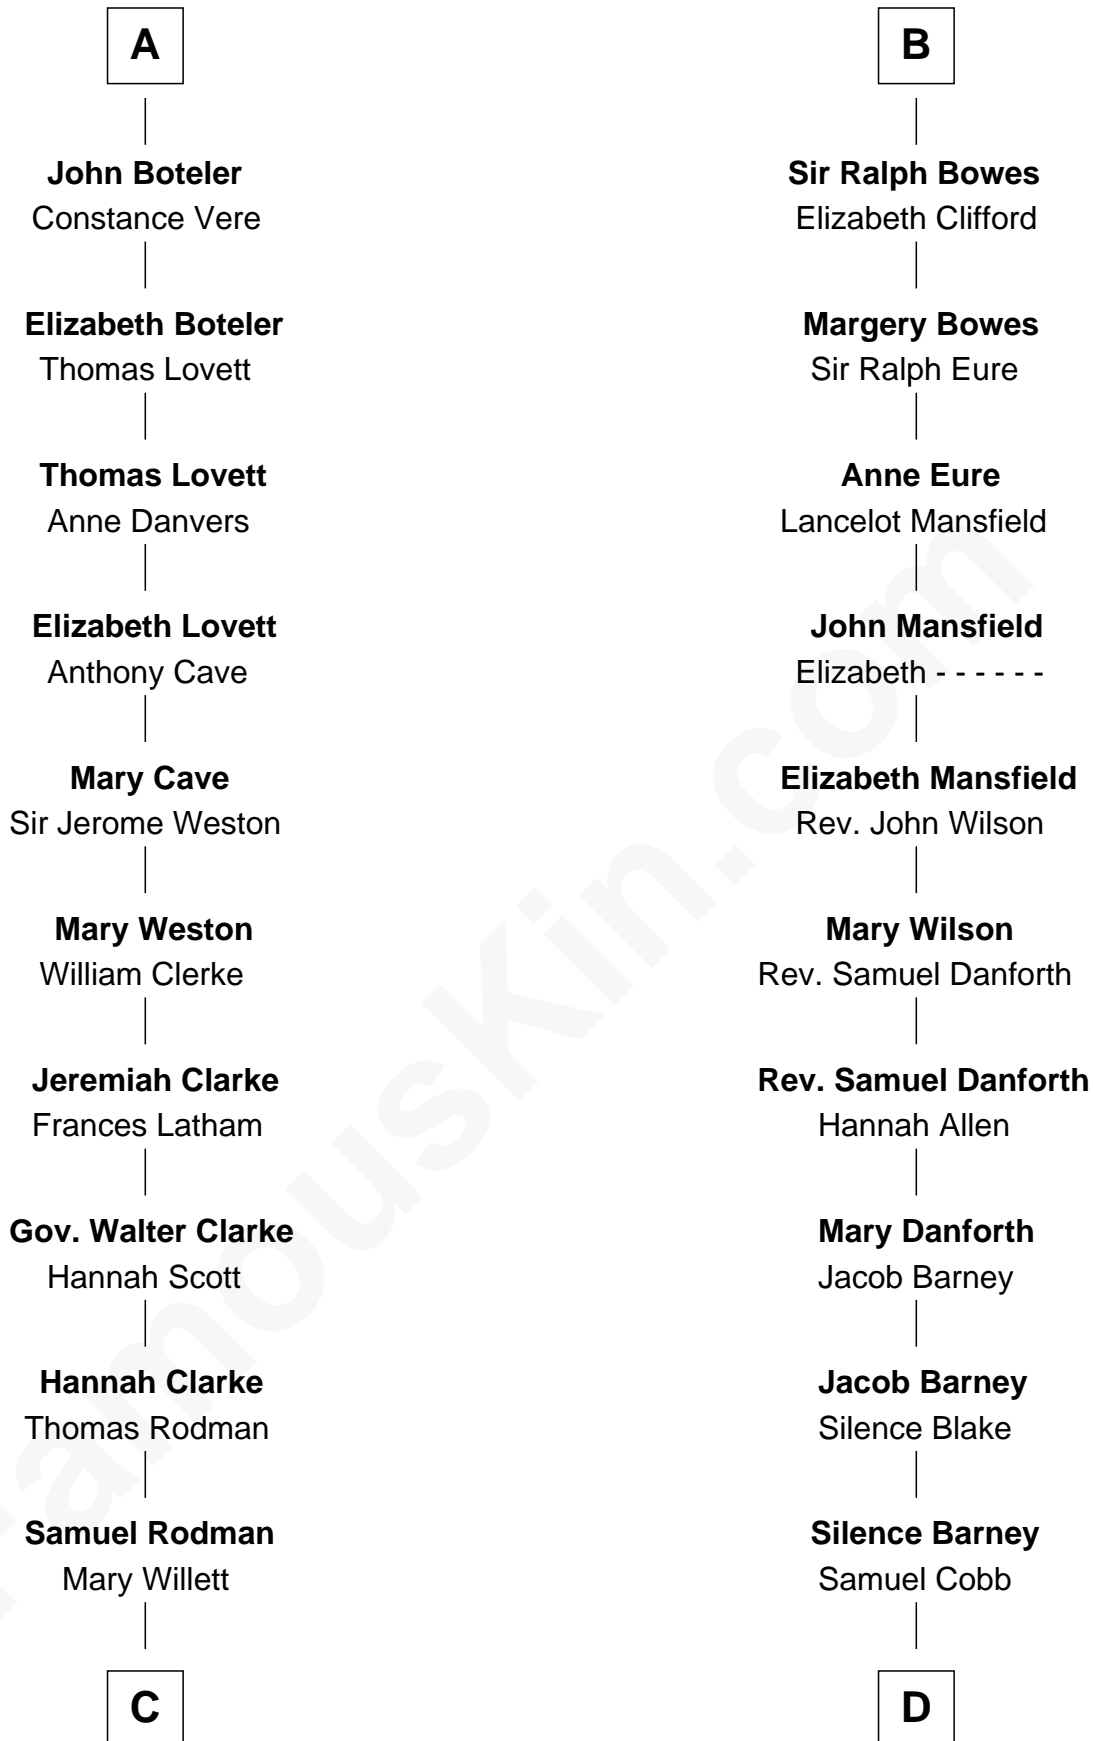 A
John Boteler
Constance Vere
Elizabeth Boteler
Thomas Lovett
Thomas Lovett
Anne Danvers
Elizabeth Lovett
Anthony Cave
Mary Cave
Sir Jerome Weston
Mary Weston
William Clerke
Jeremiah Clarke
Frances Latham
Gov. Walter Clarke
Hannah Scott
Hannah Clarke
Thomas Rodman
Samuel Rodman
Mary Willett
C
B
Sir Ralph Bowes
Elizabeth Clifford
Margery Bowes
Sir Ralph Eure
Anne Eure
Lancelot Mansfield
John Mansfield
Elizabeth - - - - - -
Elizabeth Mansfield
Rev. John Wilson
Mary Wilson
Rev. Samuel Danforth
Rev. Samuel Danforth
Hannah Allen
Mary Danforth
Jacob Barney
Jacob Barney
Silence Blake
Silence Barney
Samuel Cobb
D
FamousKin.com